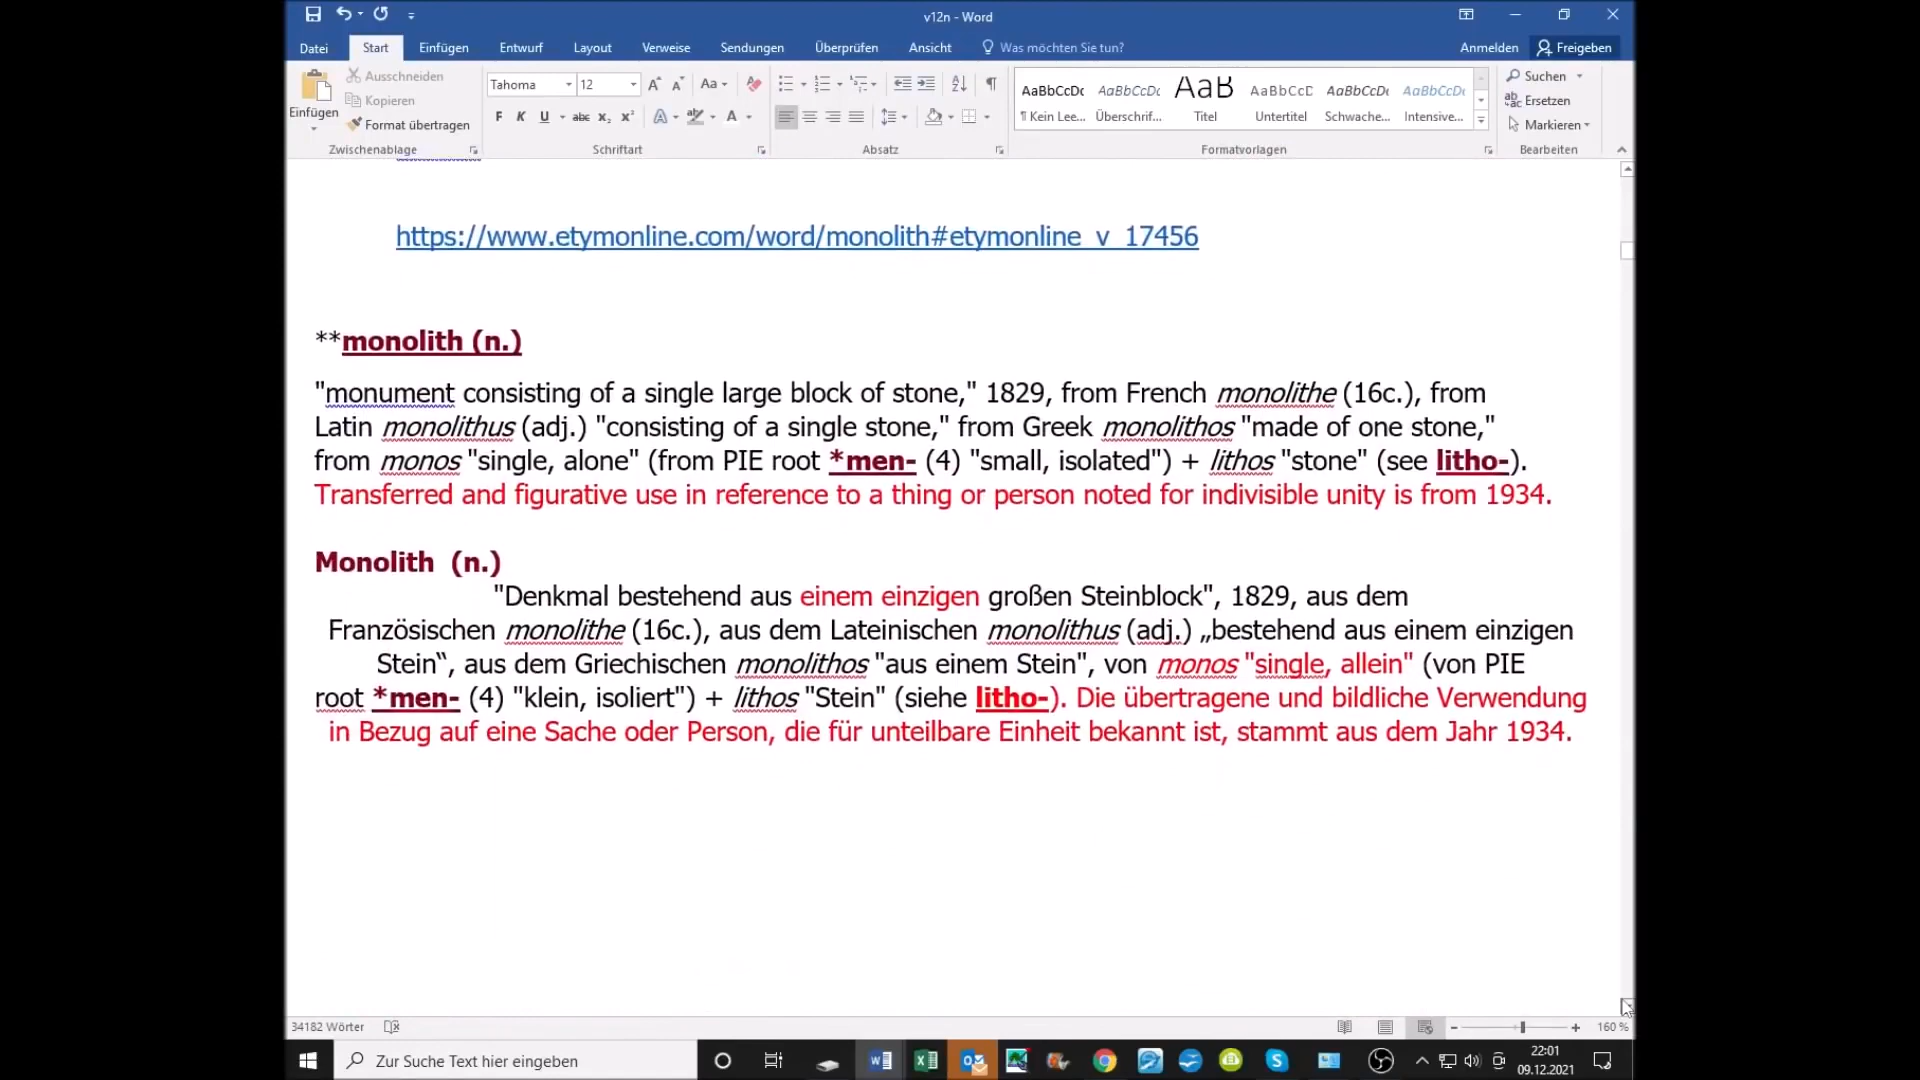 v12n - Word
Datei Start Einfügen Entwurf Layout Verweise Sendungen Überprüfen Ansicht Was möchten Sie tun? Anmelden Freigeben
Einfügen
Ausschneiden
Kopieren
Format übertragen
Zwischenablage
Tahoma 12
F K U abc x₂ x²
Schriftart
Absatz
AaBbCcDc AaBbCcDc AaB AaBbCcD AaBbCcDc AaBbCcDc
¶ Kein Lee... Überschrif... Titel Untertitel Schwache... Intensive...
Formatvorlagen
Suchen
Ersetzen
Markieren
Bearbeiten
https://www.etymonline.com/word/monolith#etymonline_v_17456
**monolith (n.)
"monument consisting of a single large block of stone," 1829, from French monolithe (16c.), from
Latin monolithus (adj.) "consisting of a single stone," from Greek monolithos "made of one stone,"
from monos "single, alone" (from PIE root *men- (4) "small, isolated") + lithos "stone" (see litho-).
Transferred and figurative use in reference to a thing or person noted for indivisible unity is from 1934.
Monolith (n.)
"Denkmal bestehend aus einem einzigen großen Steinblock", 1829, aus dem
Französischen monolithe (16c.), aus dem Lateinischen monolithus (adj.) „bestehend aus einem einzigen
Stein“, aus dem Griechischen monolithos "aus einem Stein", von monos "single, allein" (von PIE
root *men- (4) "klein, isoliert") + lithos "Stein" (siehe litho-). Die übertragene und bildliche Verwendung
in Bezug auf eine Sache oder Person, die für unteilbare Einheit bekannt ist, stammt aus dem Jahr 1934.
34182 Wörter
160 %
Zur Suche Text hier eingeben
22:01
09.12.2021